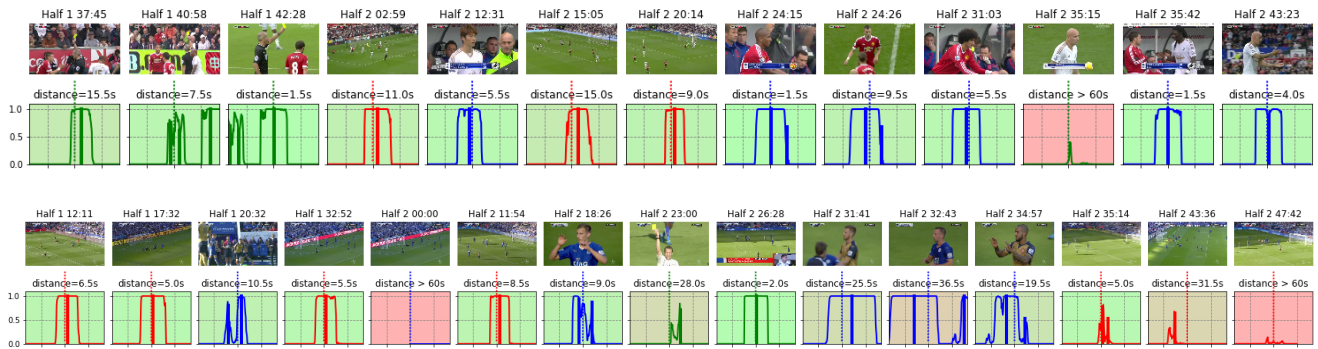 Half 1 37:45 Half 1 40:58 Half 1 42:28 Half 2 02:59 Half 2 12:31 Half 2 15:05 Half 2 20:14 Half 2 24:15 Half 2 24:26 Half 2 31:03 Half 2 35:15 Half 2 35:42 Half 2 43:23
distance=15.5s distance=7.5s distance=1.5s distance=11.0s distance=5.5s distance=15.0s distance=9.0s distance=1.5s distance=9.5s distance=5.5s distance > 60s distance=1.5s distance=4.0s
1.0
0.5
0.0
Half 1 12:11 Half 1 17:32 Half 1 20:32 Half 1 32:52 Half 2 00:00 Half 2 11:54 Half 2 18:26 Half 2 23:00 Half 2 26:28 Half 2 31:41 Half 2 32:43 Half 2 34:57 Half 2 35:14 Half 2 43:36 Half 2 47:42
distance=6.5s distance=5.0s distance=10.5s distance=5.5s distance > 60s distance=8.5s distance=9.0s distance=28.0s distance=2.0s distance=25.5s distance=36.5s distance=19.5s distance=5.0s distance=31.5s distance > 60s
1.0
0.5
0.0